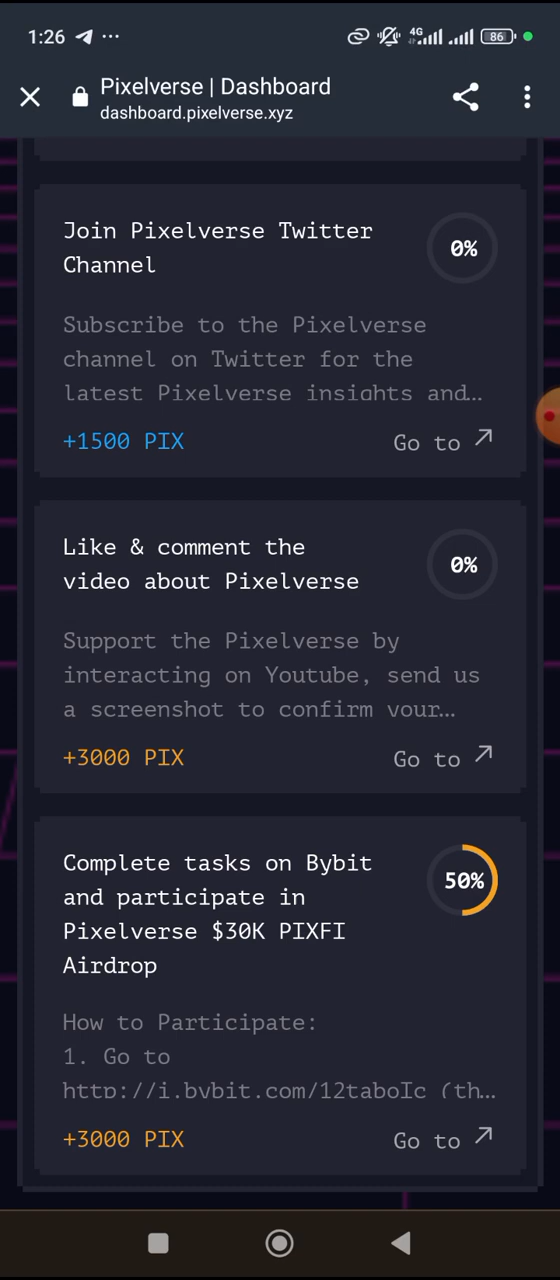 1:26
4G
86
Pixelverse | Dashboard
dashboard.pixelverse.xyz
Join Pixelverse Twitter
Channel
0%
Subscribe to the Pixelverse
channel on Twitter for the
latest Pixelverse insights and…
+1500 PIX
Go to
Like & comment the
video about Pixelverse
0%
Support the Pixelverse by
interacting on Youtube, send us
a screenshot to confirm your…
+3000 PIX
Go to
Complete tasks on Bybit
and participate in
Pixelverse $30K PIXFI
Airdrop
50%
How to Participate:
1. Go to
http://i.bybit.com/12taboIc (th…
+3000 PIX
Go to